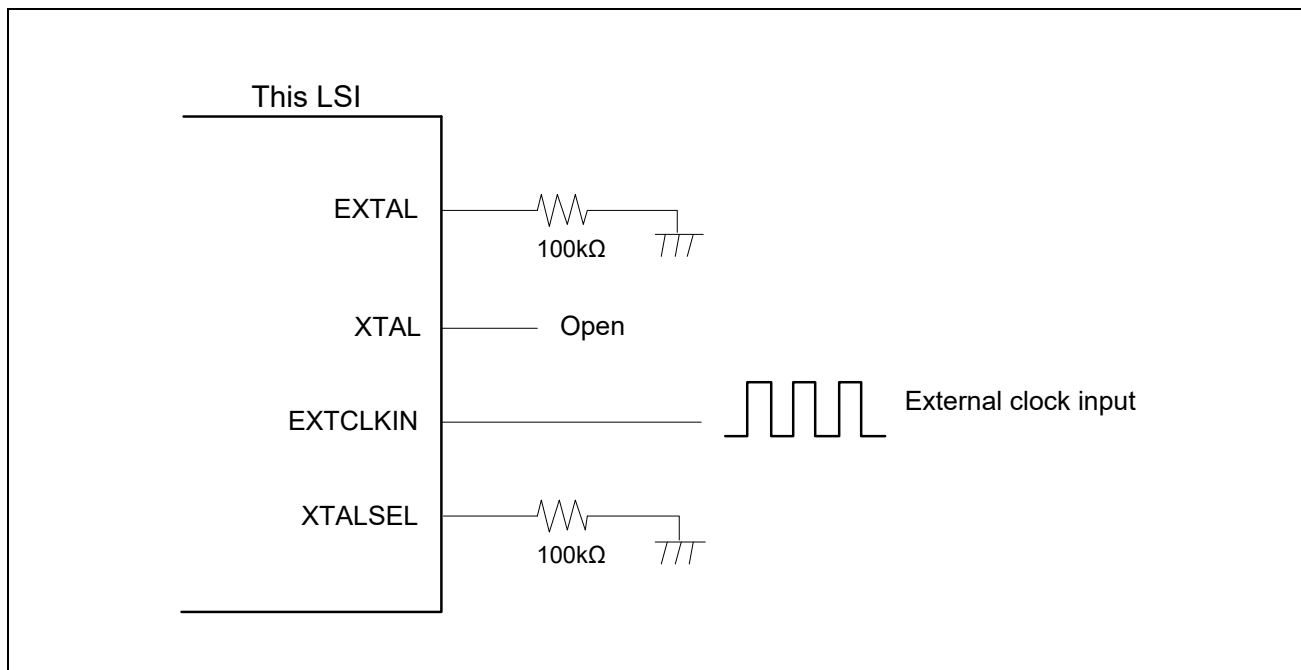 This LSI
EXTAL
100kΩ
XTAL Open
EXTCLKIN External clock input
XTALSEL
100kΩ